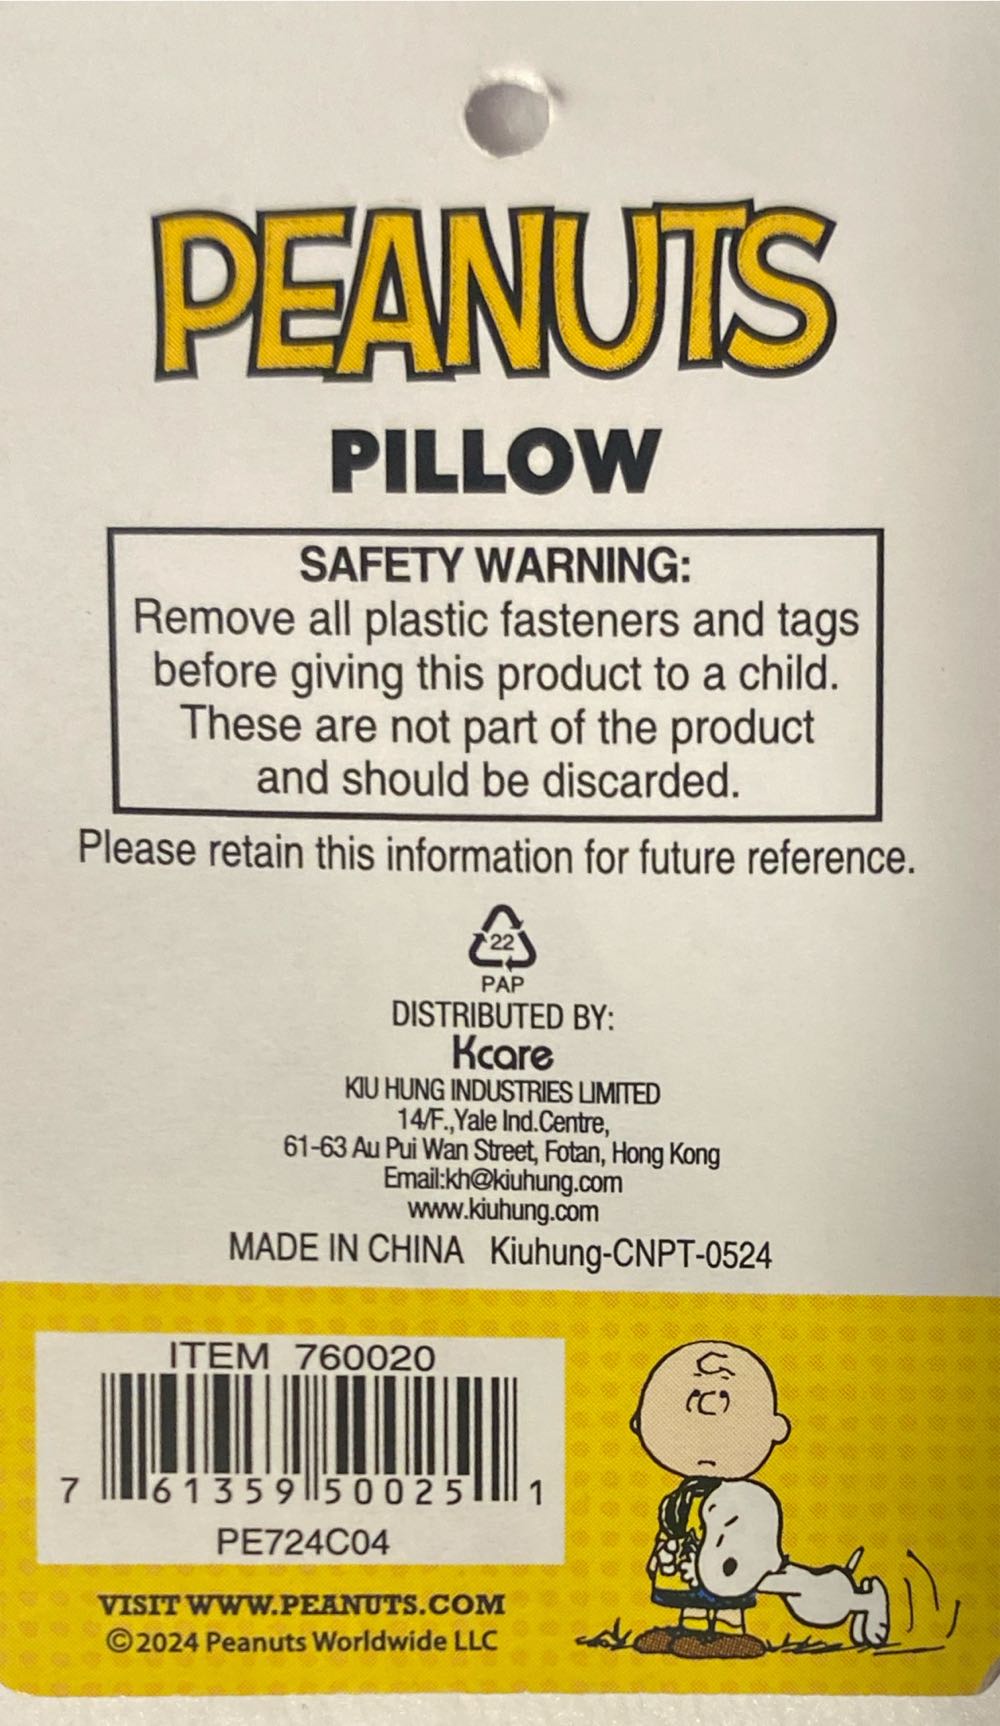 PEANUTS
PILLOW
SAFETY WARNING:
Remove all plastic fasteners and tags
before giving this product to a child.
These are not part of the product
and should be discarded.
Please retain this information for future reference.
22
PAP
DISTRIBUTED BY:
Kcare
KIU HUNG INDUSTRIES LIMITED
14/F.,Yale Ind.Centre,
61-63 Au Pui Wan Street, Fotan, Hong Kong
Email:kh@kiuhung.com
www.kiuhung.com
MADE IN CHINA Kiuhung-CNPT-0524
ITEM 760020
7 61359 50025 1
PE724C04
VISIT WWW.PEANUTS.COM
©2024 Peanuts Worldwide LLC